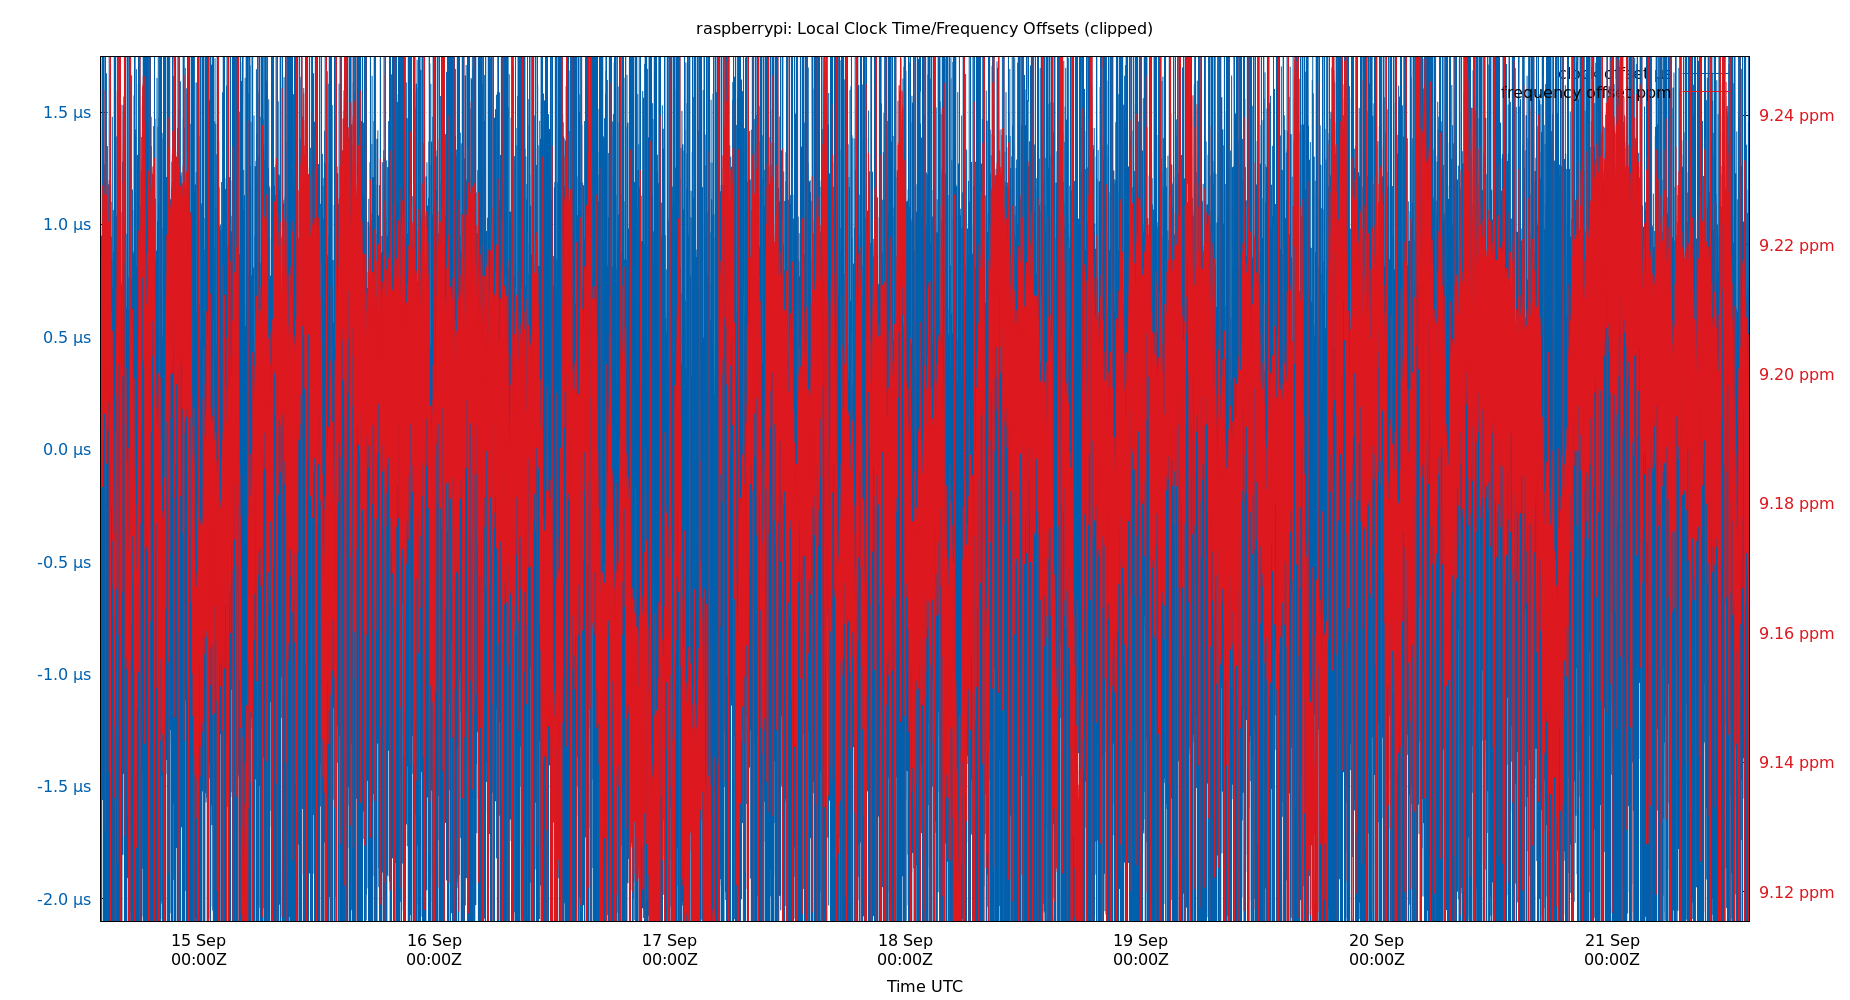 raspberrypi: Local Clock Time/Frequency Offsets (clipped)
clock offset µs
frequency offset ppm
1.5 µs
1.0 µs
0.5 µs
0.0 µs
-0.5 µs
-1.0 µs
-1.5 µs
-2.0 µs
9.24 ppm
9.22 ppm
9.20 ppm
9.18 ppm
9.16 ppm
9.14 ppm
9.12 ppm
15 Sep
00:00Z
16 Sep
00:00Z
17 Sep
00:00Z
18 Sep
00:00Z
19 Sep
00:00Z
20 Sep
00:00Z
21 Sep
00:00Z
Time UTC